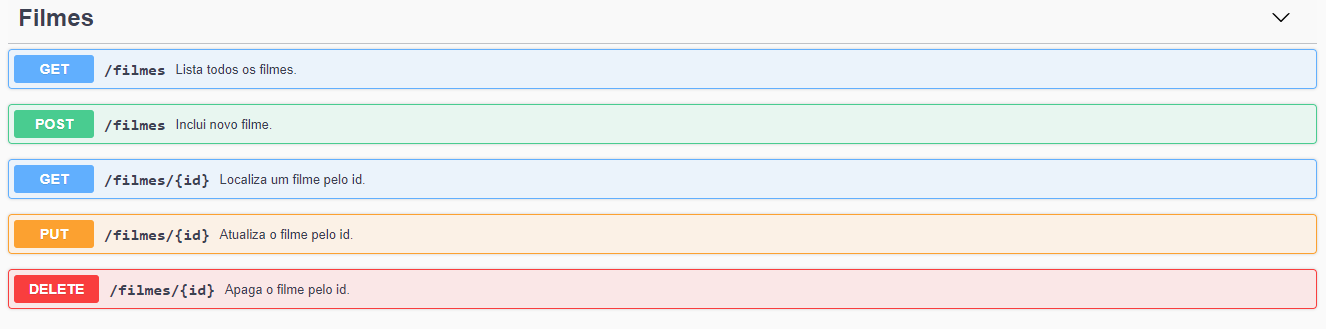 Filmes
GET /filmes Lista todos os filmes.
POST /filmes Inclui novo filme.
GET /filmes/{id} Localiza um filme pelo id.
PUT /filmes/{id} Atualiza o filme pelo id.
DELETE /filmes/{id} Apaga o filme pelo id.